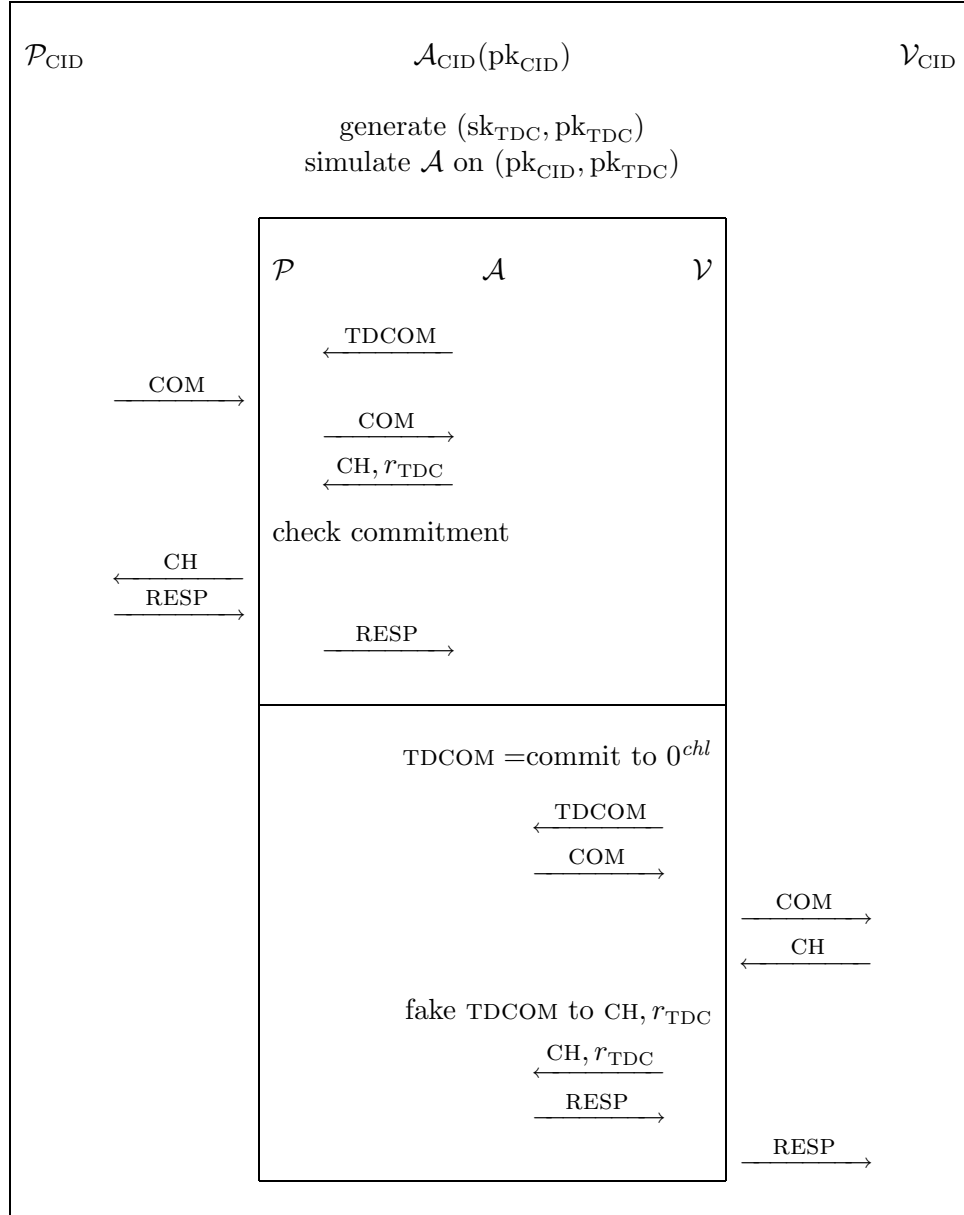 𝒫_CID 𝒜_CID(pk_CID) 𝒱_CID
generate (sk_TDC, pk_TDC)
simulate 𝒜 on (pk_CID, pk_TDC)
𝒫 𝒜 𝒱
TDCOM
COM
COM
CH, r_TDC
check commitment
CH
RESP
RESP
TDCOM =commit to 0^chl
TDCOM
COM
COM
CH
fake TDCOM to CH, r_TDC
CH, r_TDC
RESP
RESP